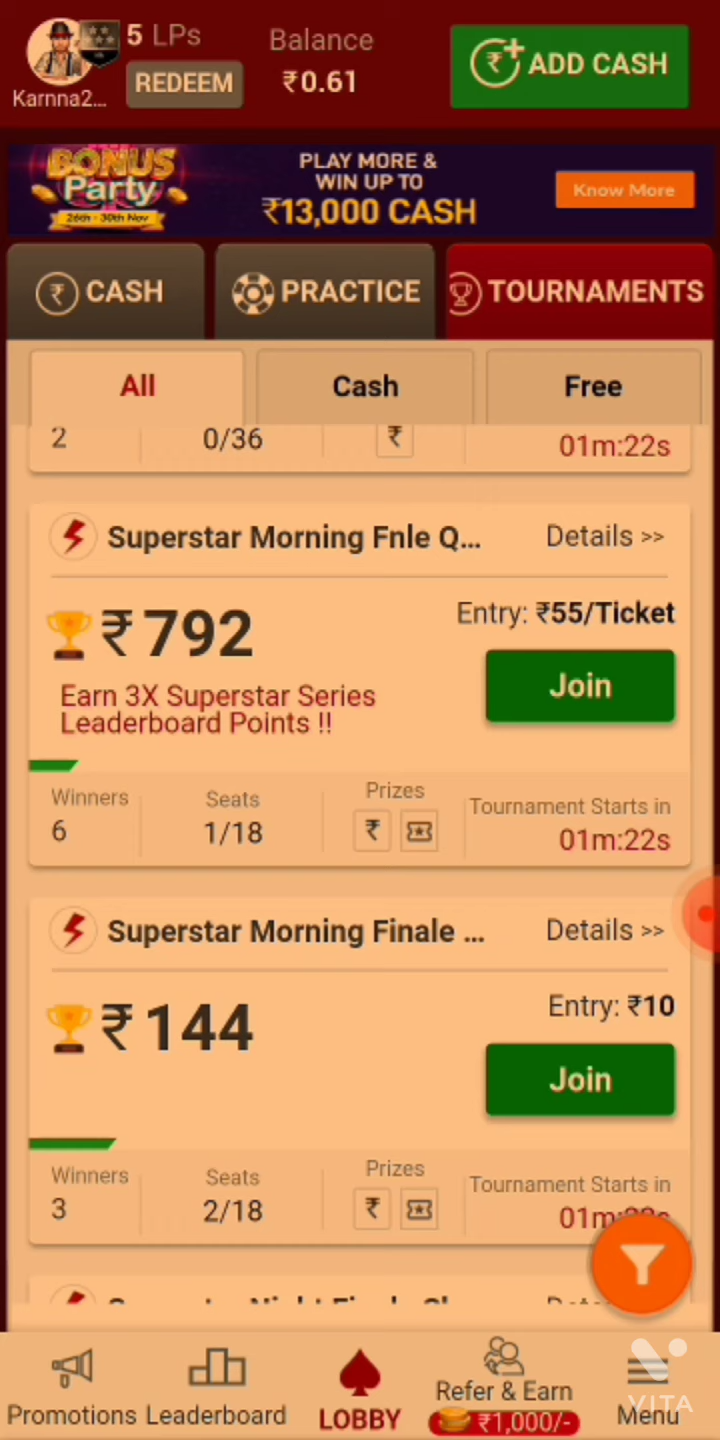 5 LPs
Balance
₹0.61
ADD CASH
REDEEM
Karnna2...
BONUS
Party
26th - 30th Nov
PLAY MORE &
WIN UP TO
₹13,000 CASH
Know More
₹ CASH
PRACTICE
TOURNAMENTS
All
Cash
Free
2
0/36
₹
01m:22s
Superstar Morning Fnle Q...
Details >>
₹792
Entry: ₹55/Ticket
Join
Earn 3X Superstar Series
Leaderboard Points !!
Winners
Seats
Prizes
Tournament Starts in
6
1/18
₹
01m:22s
Superstar Morning Finale ...
Details >>
₹144
Entry: ₹10
Join
Winners
Seats
Prizes
Tournament Starts in
3
2/18
₹
Promotions
Leaderboard
LOBBY
Refer & Earn
₹1,000/-
Menu
VITA